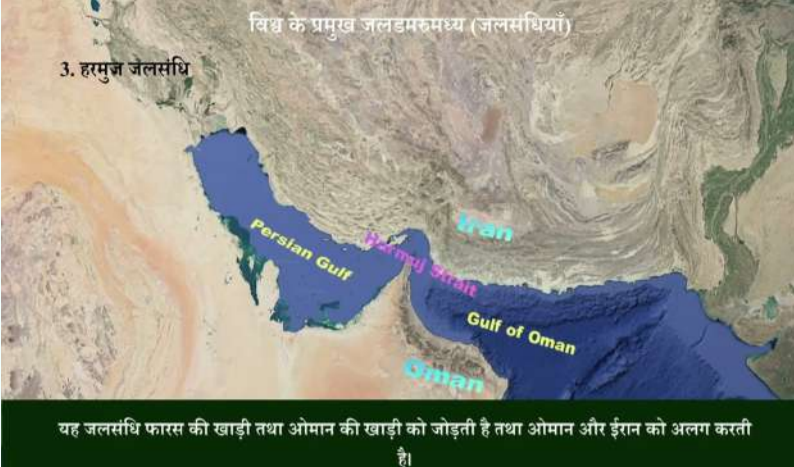 विश्व के प्रमुख जलडमरुमध्य (जलसंधियाँ)
3. हरमुज़ जलसंधि
Iran
Persian Gulf
Hurmuj Strait
Gulf of Oman
Oman
यह जलसंधि फारस की खाड़ी तथा ओमान की खाड़ी को जोड़ती है तथा ओमान और ईरान को अलग करती
है।